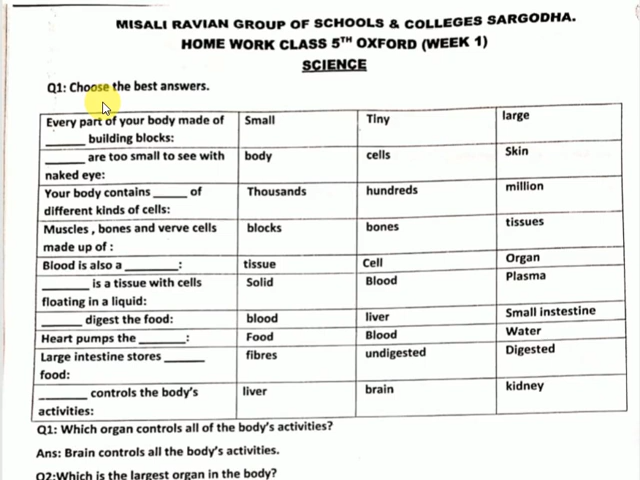 MISALI RAVIAN GROUP OF SCHOOLS & COLLEGES SARGODHA.
HOME WORK CLASS 5TH OXFORD (WEEK 1)
SCIENCE
Q1: Choose the best answers.
Every part of your body made of Small Tiny large
______ building blocks:
______ are too small to see with body cells Skin
naked eye:
Your body contains _____ of Thousands hundreds million
different kinds of cells:
Muscles , bones and verve cells blocks bones tissues
made up of :
Blood is also a ________: tissue Cell Organ
________ is a tissue with cells Solid Blood Plasma
floating in a liquid:
______ digest the food: blood liver Small instestine
Heart pumps the _______: Food Blood Water
Large intestine stores ______ fibres undigested Digested
food:
________ controls the body's liver brain kidney
activities:
Q1: Which organ controls all of the body's activities?
Ans: Brain controls all the body's activities.
Q2:Which is the largest organ in the body?